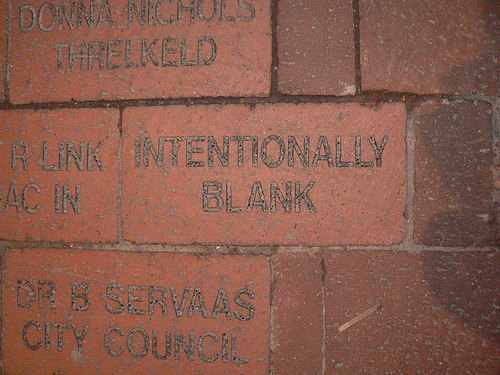 DONNA NICHOLS
THRELKELD
R LINK
AC IN
INTENTIONALLY
BLANK
DR B SERVAAS
CITY COUNCIL